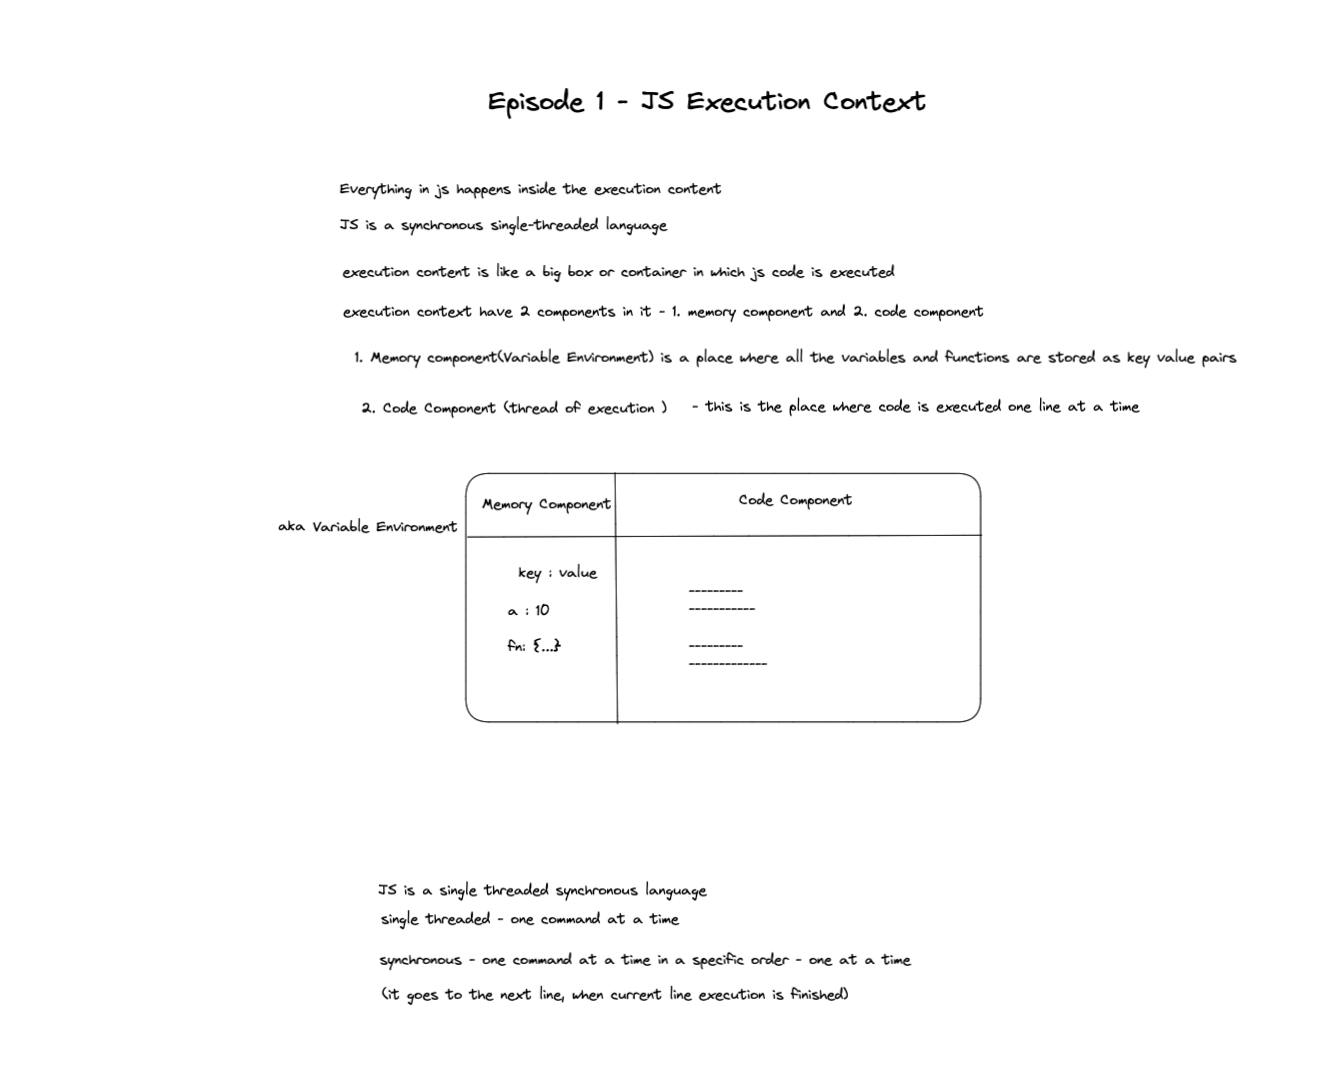 Episode 1 - JS Execution Context
Everything in js happens inside the execution content
JS is a synchronous single-threaded language
execution content is like a big box or container in which js code is executed
execution context have 2 components in it - 1. memory component and 2. code component
1. Memory component(Variable Environment) is a place where all the variables and functions are stored as key value pairs
2. Code Component (thread of execution ) - this is the place where code is executed one line at a time
Memory Component
Code Component
aka Variable Environment
key : value
a : 10
fn: {...}
---------
-----------
---------
-------------
JS is a single threaded synchronous language
single threaded - one command at a time
synchronous - one command at a time in a specific order - one at a time
(it goes to the next line, when current line execution is finished)